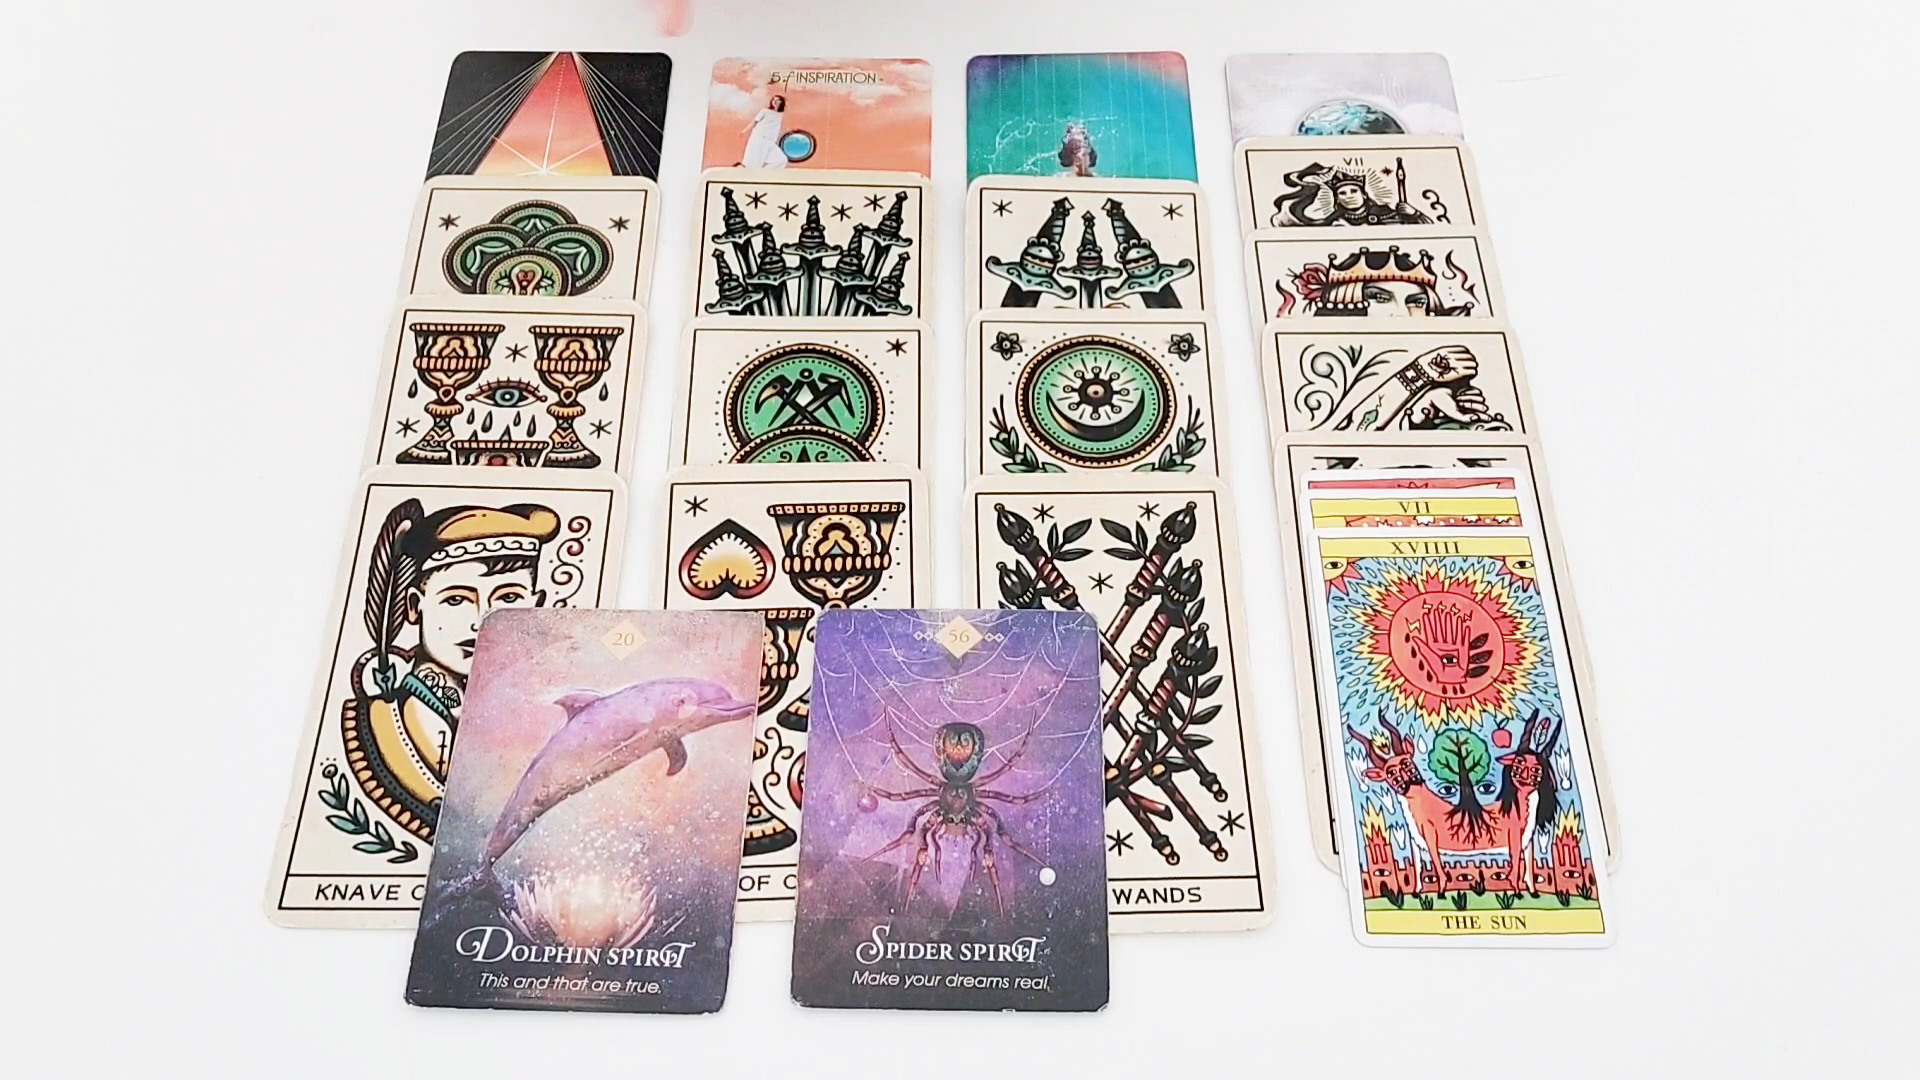 5 of INSPIRATION
VII
VII
XVIIII
20
56
KNAVE
OF
WANDS
THE SUN
DOLPHIN SPIRIT
This and that are true.
SPIDER SPIRIT
Make your dreams real.